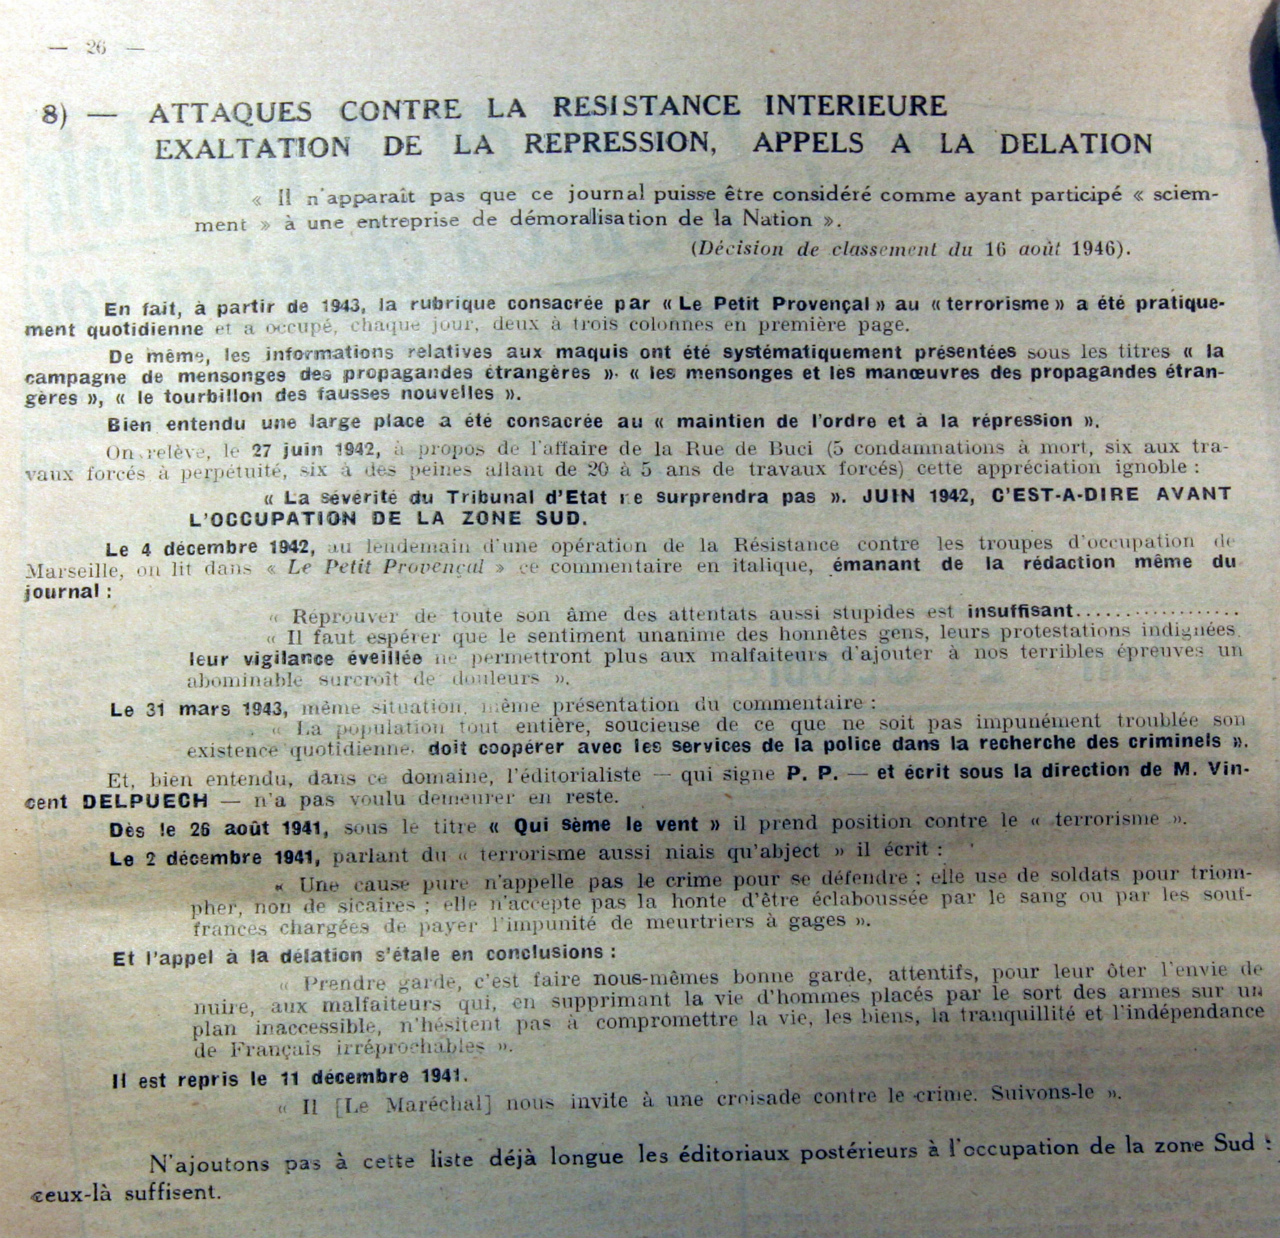 — 26 —
8) — ATTAQUES CONTRE LA RESISTANCE INTERIEURE
EXALTATION DE LA REPRESSION, APPELS A LA DELATION
« Il n'apparaît pas que ce journal puisse être considéré comme ayant participé « sciem-
ment » à une entreprise de démoralisation de la Nation ».
(Décision de classement du 16 août 1946).
En fait, à partir de 1943, la rubrique consacrée par « Le Petit Provençal » au « terrorisme » a été pratique-
ment quotidienne et a occupé, chaque jour, deux à trois colonnes en première page.
De même, les informations relatives aux maquis ont été systématiquement présentées sous les titres « la
campagne de mensonges des propagandes étrangères ». « les mensonges et les manœuvres des propagandes étran-
gères », « le tourbillon des fausses nouvelles ».
Bien entendu une large place a été consacrée au « maintien de l'ordre et à la répression ».
On relève, le 27 juin 1942, à propos de l'affaire de la Rue de Buci (5 condamnations à mort, six aux tra-
vaux forcés à perpétuité, six à des peines allant de 20 à 5 ans de travaux forcés) cette appréciation ignoble :
« La sévérité du Tribunal d'Etat ne surprendra pas ». JUIN 1942, C'EST-A-DIRE AVANT
L'OCCUPATION DE LA ZONE SUD.
Le 4 décembre 1942, au lendemain d'une opération de la Résistance contre les troupes d'occupation de
Marseille, on lit dans « Le Petit Provençal » ce commentaire en italique, émanant de la rédaction même du
journal :
« Réprouver de toute son âme des attentats aussi stupides est insuffisant..................
« Il faut espérer que le sentiment unanime des honnêtes gens, leurs protestations indignées,
leur vigilance éveillée ne permettront plus aux malfaiteurs d'ajouter à nos terribles épreuves un
abominable surcroît de douleurs ».
Le 31 mars 1943, même situation, même présentation du commentaire :
« La population tout entière, soucieuse de ce que ne soit pas impunément troublée son
existence quotidienne, doit coopérer avec les services de la police dans la recherche des criminels ».
Et, bien entendu, dans ce domaine, l'éditorialiste — qui signe P. P. — et écrit sous la direction de M. Vin-
cent DELPUECH — n'a pas voulu demeurer en reste.
Dès le 26 août 1941, sous le titre « Qui sème le vent » il prend position contre le « terrorisme ».
Le 2 décembre 1941, parlant du « terrorisme aussi niais qu'abject » il écrit :
« Une cause pure n'appelle pas le crime pour se défendre ; elle use de soldats pour triom-
pher, non de sicaires ; elle n'accepte pas la honte d'être éclaboussée par le sang ou par les souf-
frances chargées de payer l'impunité de meurtriers à gages ».
Et l'appel à la délation s'étale en conclusions :
« Prendre garde, c'est faire nous-mêmes bonne garde, attentifs, pour leur ôter l'envie de
nuire, aux malfaiteurs qui, en supprimant la vie d'hommes placés par le sort des armes sur un
plan inaccessible, n'hésitent pas à compromettre la vie, les biens, la tranquillité et l'indépendance
de Français irréprochables ».
Il est repris le 11 décembre 1941.
« Il [Le Maréchal] nous invite à une croisade contre le crime. Suivons-le ».
N'ajoutons pas à cette liste déjà longue les éditoriaux postérieurs à l'occupation de la zone Sud :
ceux-là suffisent.